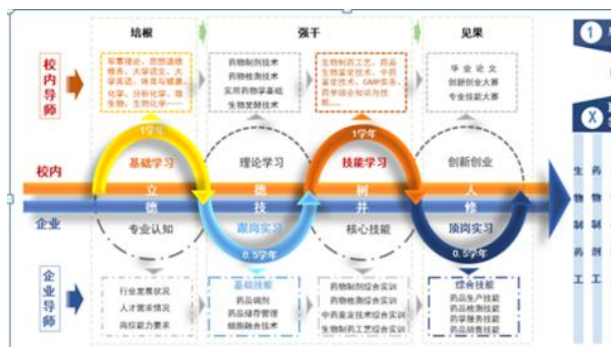 培根
强干
见果
校内导师
军事理论、思想道德
修养、大学语文、大
学英语、体育与健康、
化学、分析化学、微
生物、生物化学……
药物制剂技术
药物检测技术
实用药物学基础
生物发酵技术
生物制药工艺、药品
生物鉴定技术、中药
鉴定技术、GMP实务、
药学综合知识与技
能……
毕业论文
创新创业大赛
专业技能大赛
1学年
1学年
基础学习
理论学习
技能学习
创新创业
校内
立 德 树 人
企业
德 技 并 修
专业认知
跟岗实习
核心技能
顶岗实习
0.5学年
0.5学年
企业导师
行业发展状况
人才需求情况
岗位能力要求
基础技能
药品调剂
药品储存管理
细胞融合技术
药物制剂综合实训
药物检测综合实训
中药鉴定技术综合实训
生物制药工艺综合实训
综合技能
药品生产技能
药品检测技能
药学服务技能
药品销售技能
1
X
生物制药工
药物制剂工